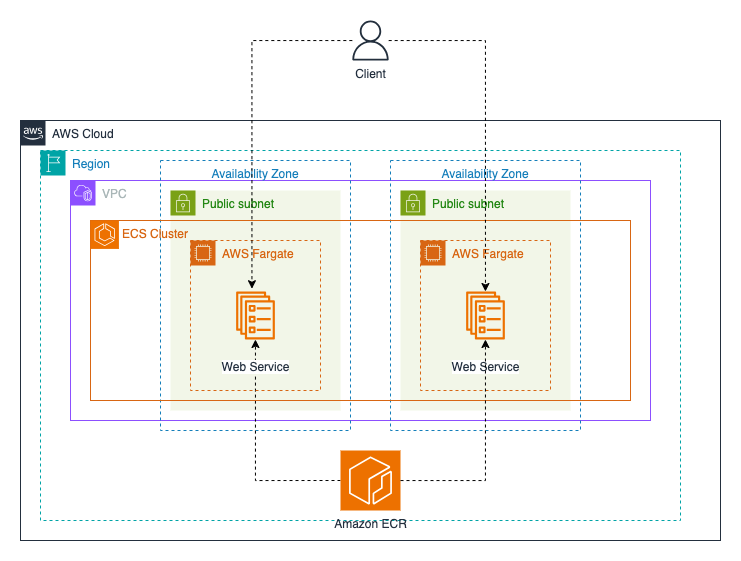 Client
aws
AWS Cloud
Region
Availability Zone
Availability Zone
VPC
Public subnet
Public subnet
ECS Cluster
AWS Fargate
AWS Fargate
Web Service
Web Service
Amazon ECR